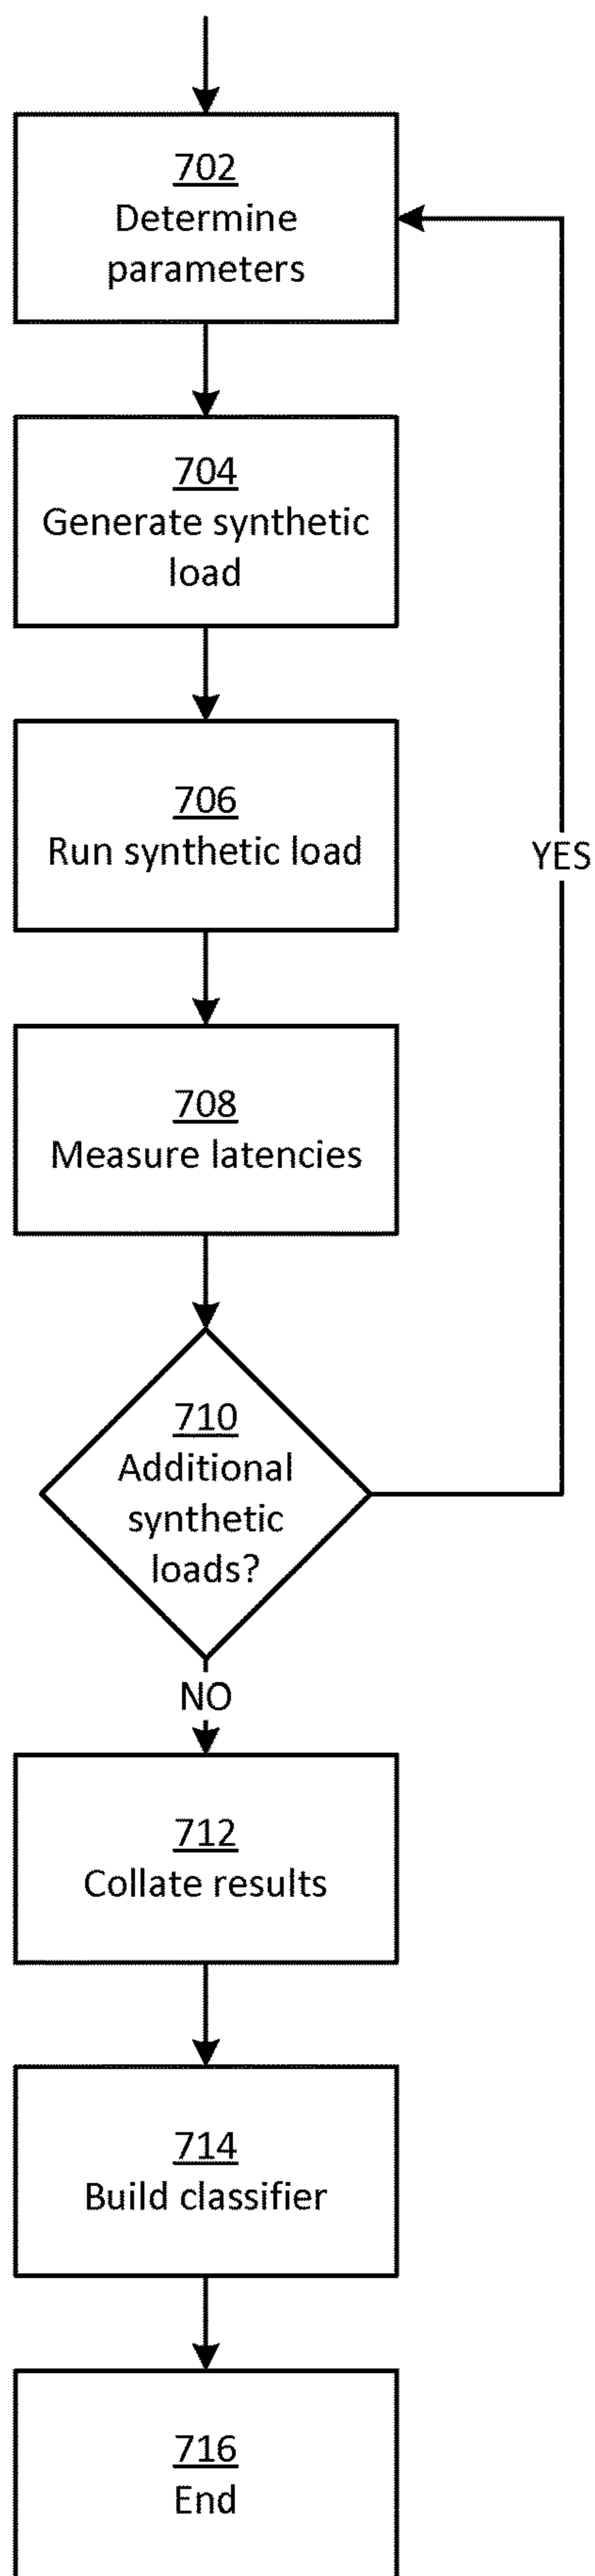 702
Determine
parameters
704
Generate synthetic
load
706
Run synthetic load
YES
708
Measure latencies
710
Additional
synthetic
loads?
NO
712
Collate results
714
Build classifier
716
End